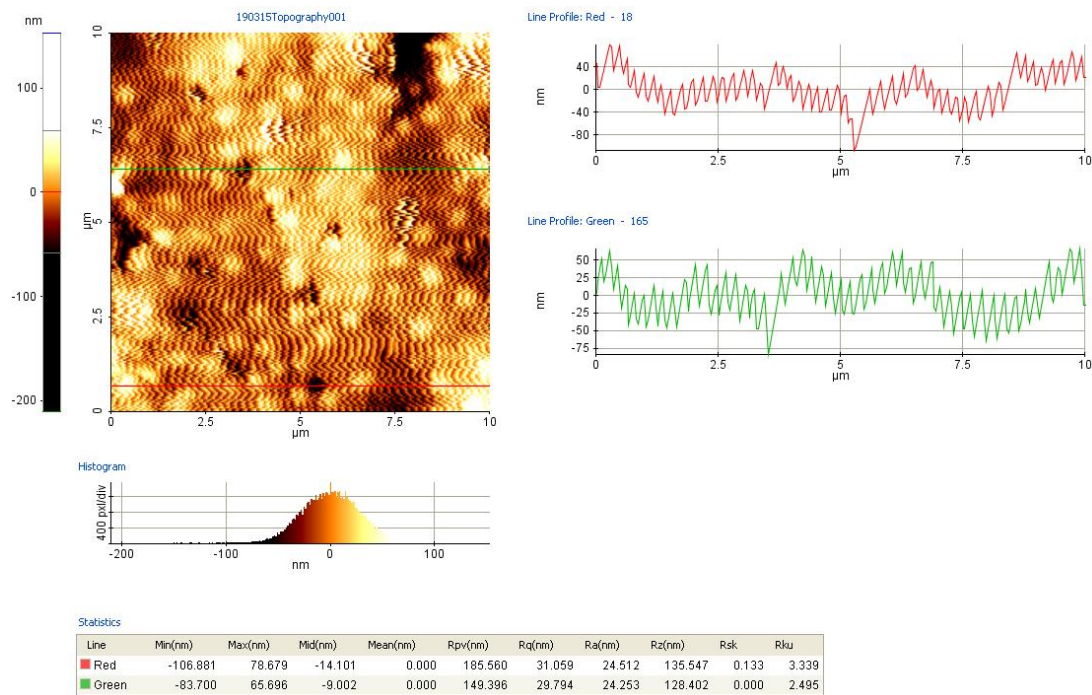 nm
190315Topography001
Line Profile: Red - 18
100
0
-100
-200
10
7.5
5
2.5
0
µm
0 2.5 5 7.5 10
µm
40
0
-40
-80
nm
0 2.5 5 7.5 10
µm
Line Profile: Green - 165
50
25
0
-25
-50
-75
nm
0 2.5 5 7.5 10
µm
Histogram
400 pxl/div
-200 -100 0 100
nm
Statistics
Line Min(nm) Max(nm) Mid(nm) Mean(nm) Rpv(nm) Rq(nm) Ra(nm) Rz(nm) Rsk Rku
Red -106.881 78.679 -14.101 0.000 185.560 31.059 24.512 135.547 0.133 3.339
Green -83.700 65.696 -9.002 0.000 149.396 29.794 24.253 128.402 0.000 2.495